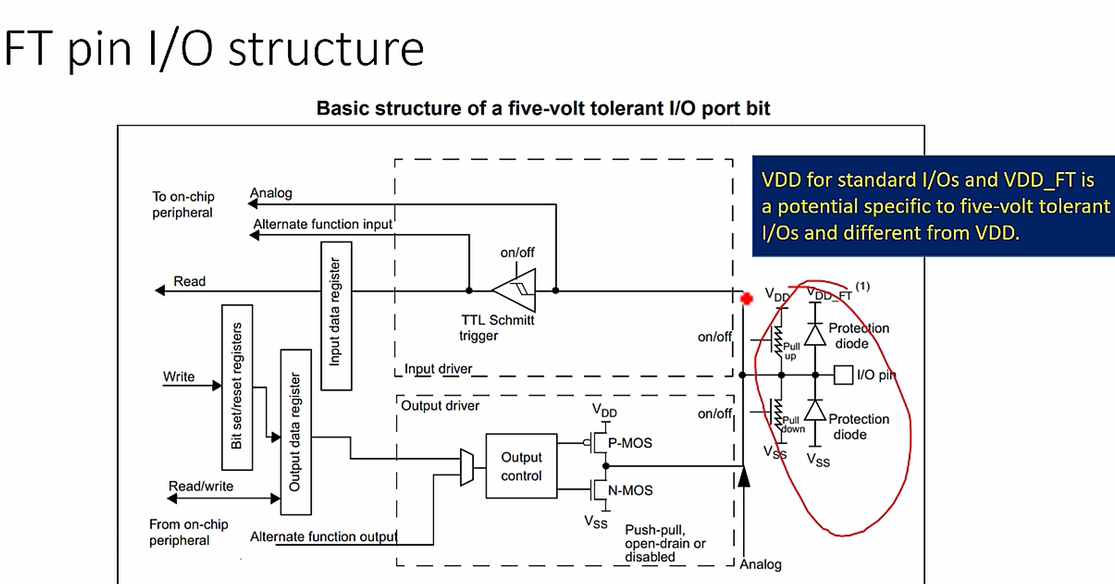 FT pin I/O structure
Basic structure of a five-volt tolerant I/O port bit
VDD for standard I/Os and VDD_FT is
a potential specific to five-volt tolerant
I/Os and different from VDD.
To on-chip
peripheral
Analog
Alternate function input
on/off
Read
Input data register
TTL Schmitt
trigger
Input driver
VDD
VDD_FT (1)
on/off
Pull
up
Protection
diode
I/O pin
Write
Bit set/reset registers
Output data register
Read/write
From on-chip
peripheral
Alternate function output
Output driver
Output
control
VDD
P-MOS
N-MOS
VSS
Push-pull,
open-drain or
disabled
on/off
Pull
down
VSS
Protection
diode
VSS
Analog